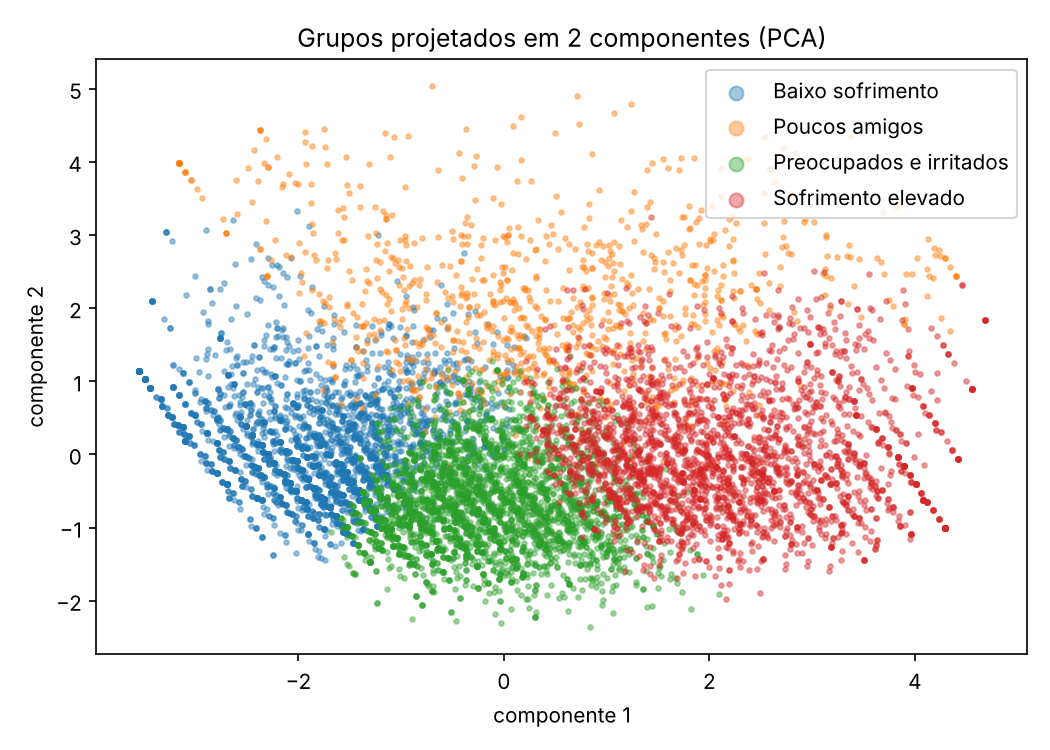 Grupos projetados em 2 componentes (PCA)
Baixo sofrimento
Poucos amigos
Preocupados e irritados
Sofrimento elevado
componente 2
5
4
3
2
1
0
−1
−2
−2
0
2
4
componente 1